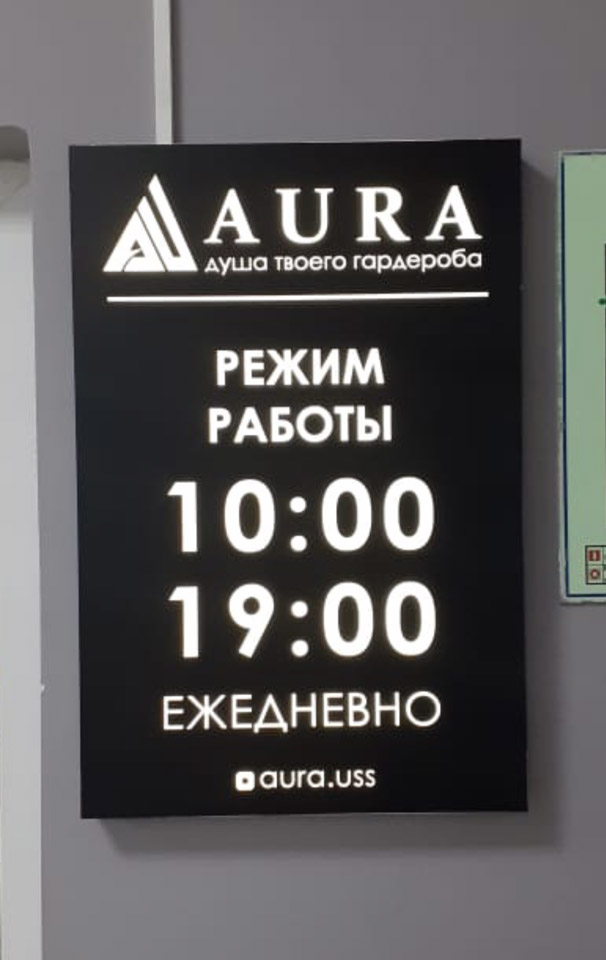 AURA
душа твоего гардероба
РЕЖИМ
РАБОТЫ
10:00
19:00
ЕЖЕДНЕВНО
aura.uss